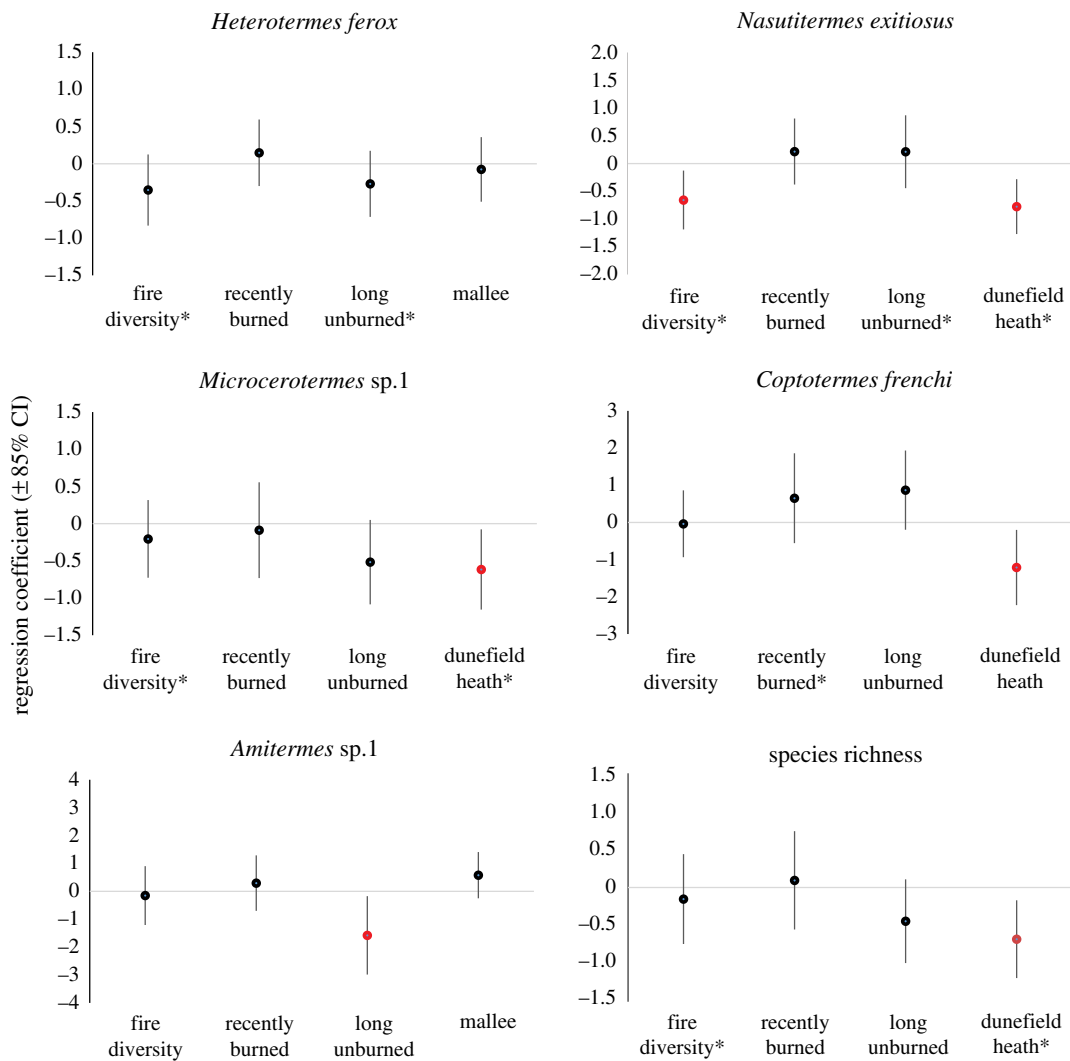 Heterotermes ferox
1.5
1.0
0.5
0
–0.5
–1.0
–1.5
fire
diversity*
recently
burned
long
unburned*
mallee
Nasutitermes exitiosus
2.0
1.5
1.0
0.5
0
–0.5
–1.0
–1.5
–2.0
fire
diversity*
recently
burned
long
unburned*
dunefield
heath*
regression coefficient (± 85% CI)
Microcerotermes sp.1
1.5
1.0
0.5
0
–0.5
–1.0
–1.5
fire
diversity*
recently
burned
long
unburned
dunefield
heath*
Coptotermes frenchi
3
2
1
0
–1
–2
–3
fire
diversity
recently
burned*
long
unburned
dunefield
heath
Amitermes sp.1
4
3
2
1
0
–1
–2
–3
–4
fire
diversity
recently
burned
long
unburned
mallee
species richness
1.5
1.0
0.5
0
–0.5
–1.0
–1.5
fire
diversity*
recently
burned
long
unburned
dunefield
heath*